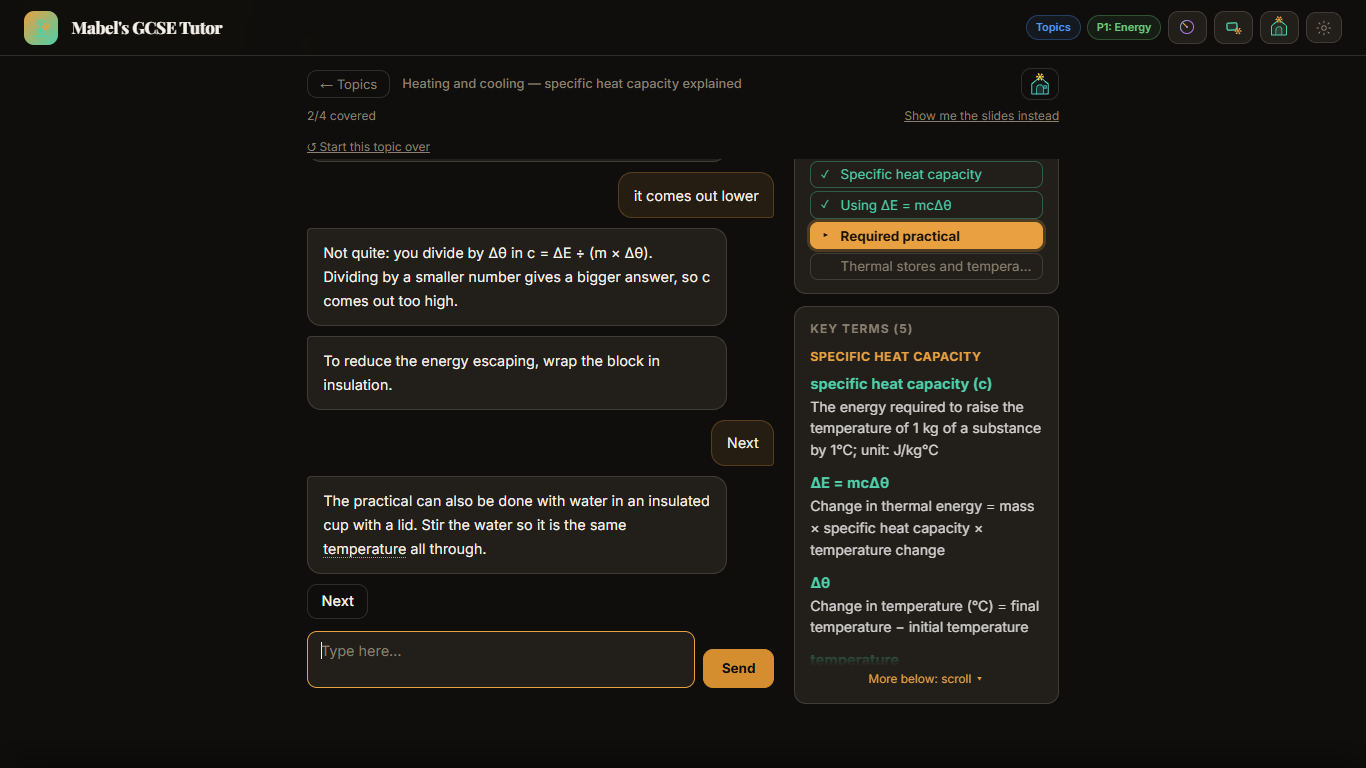 Mabel's GCSE Tutor
Topics
P1: Energy
← Topics
Heating and cooling — specific heat capacity explained
2/4 covered
Show me the slides instead
↺ Start this topic over
it comes out lower
Not quite: you divide by Δθ in c = ΔE ÷ (m × Δθ).
Dividing by a smaller number gives a bigger answer, so c
comes out too high.
To reduce the energy escaping, wrap the block in
insulation.
Next
The practical can also be done with water in an insulated
cup with a lid. Stir the water so it is the same
temperature all through.
Next
Type here...
Send
✓ Specific heat capacity
✓ Using ΔE = mcΔθ
‣ Required practical
Thermal stores and tempera...
KEY TERMS (5)
SPECIFIC HEAT CAPACITY
specific heat capacity (c)
The energy required to raise the
temperature of 1 kg of a substance
by 1°C; unit: J/kg°C
ΔE = mcΔθ
Change in thermal energy = mass
× specific heat capacity ×
temperature change
Δθ
Change in temperature (°C) = final
temperature − initial temperature
temperature
More below: scroll ▾